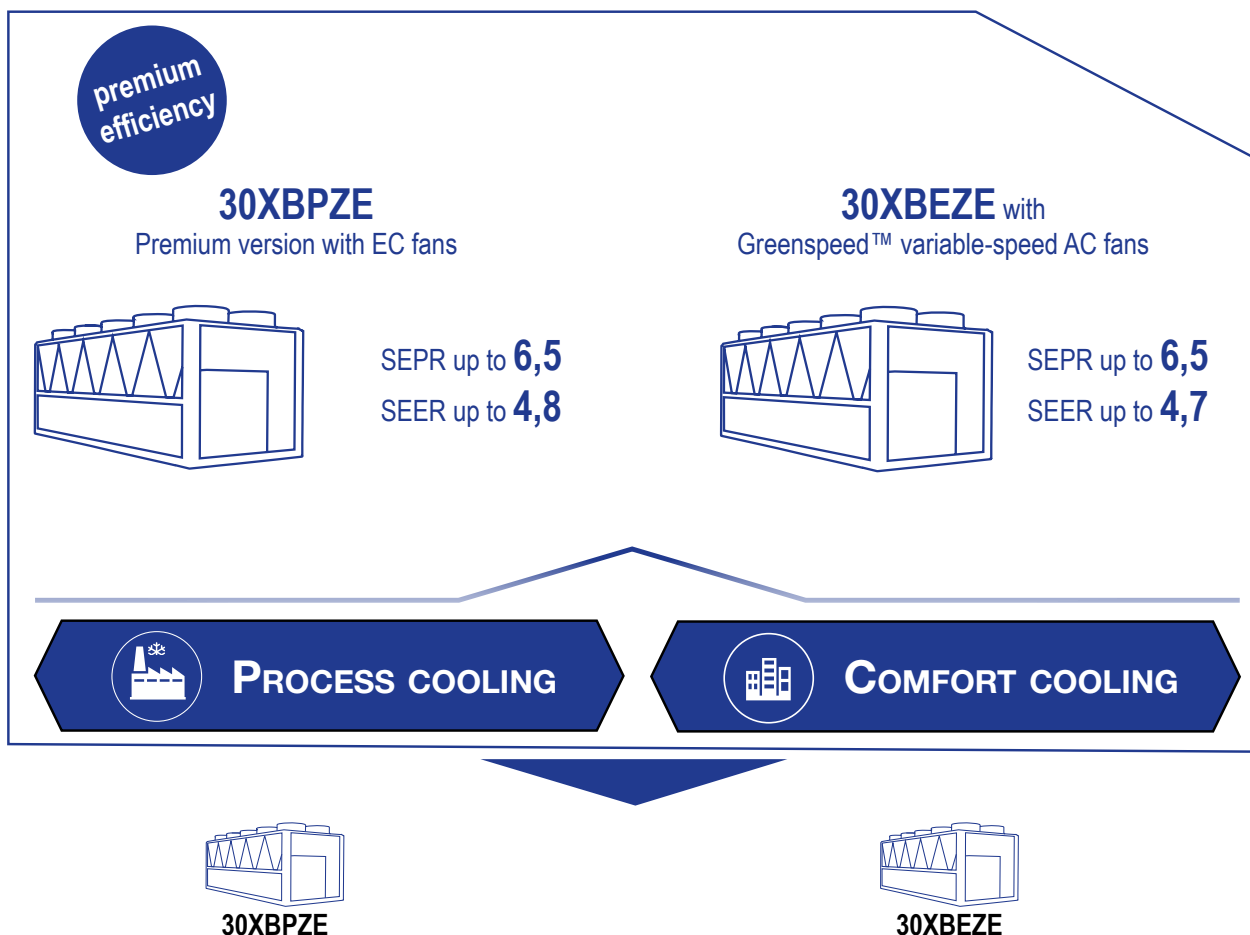 premium
efficiency
30XBPZE
Premium version with EC fans
SEPR up to 6,5
SEER up to 4,8
30XBEZE with
Greenspeed™ variable-speed AC fans
SEPR up to 6,5
SEER up to 4,7
PROCESS COOLING
COMFORT COOLING
30XBPZE
30XBEZE